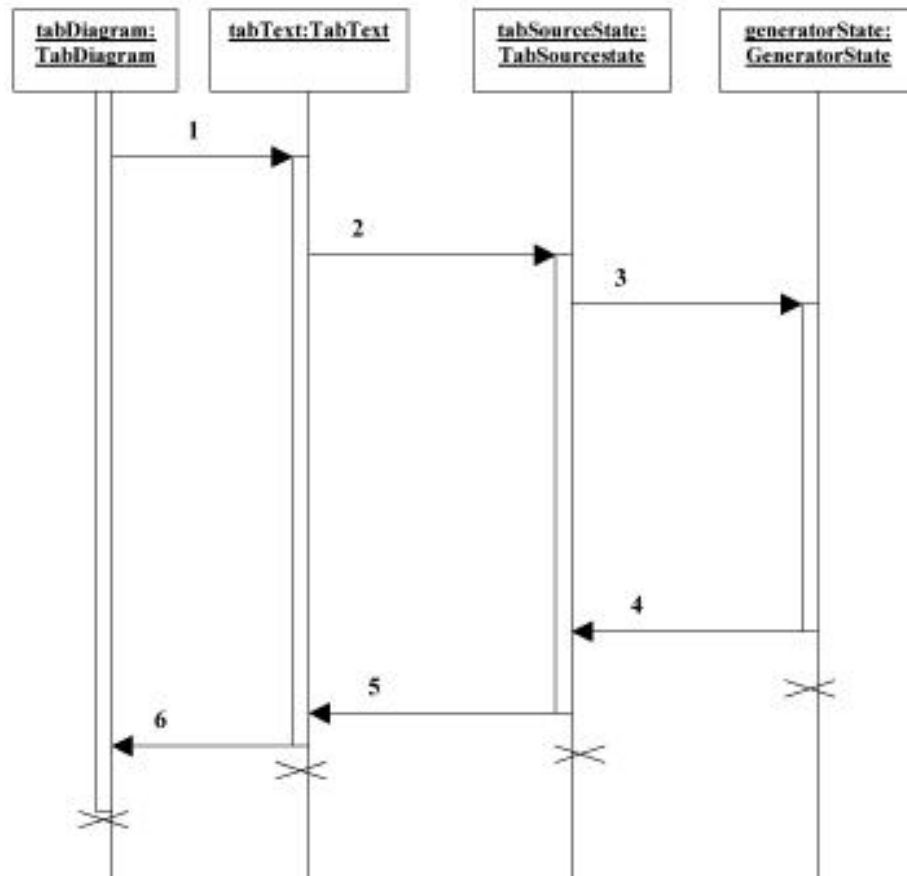 tabDiagram:
TabDiagram
tabText:TabText
tabSourceState:
TabSourcestate
generatorState:
GeneratorState
1
2
3
4
5
6